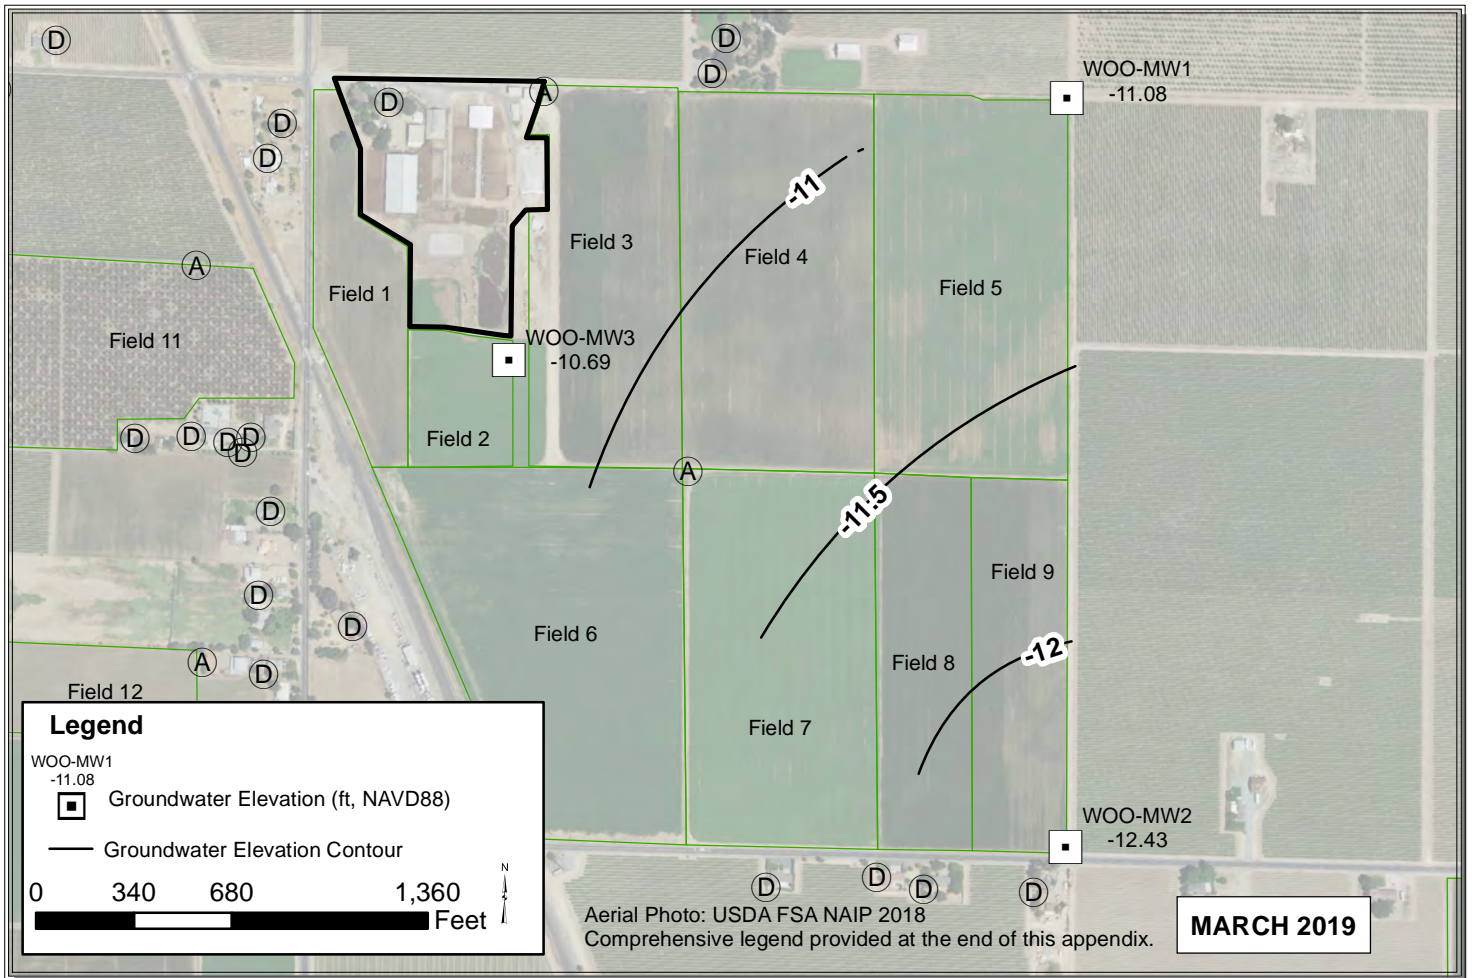 D
D
D
WOO-MW1
-11.08
A
D
D
D
-11
A
Field 3
Field 4
Field 5
Field 1
WOO-MW3
-10.69
Field 11
Field 2
D
D
D
D
D
A
-11.5
D
Field 9
D
D
Field 6
-12
Field 8
A
D
Field 12
Field 7
WOO-MW2
-12.43
D
D
D
D
Legend
WOO-MW1
-11.08
Groundwater Elevation (ft, NAVD88)
Groundwater Elevation Contour
N
0 340 680 1,360
Feet
Aerial Photo: USDA FSA NAIP 2018
Comprehensive legend provided at the end of this appendix.
MARCH 2019